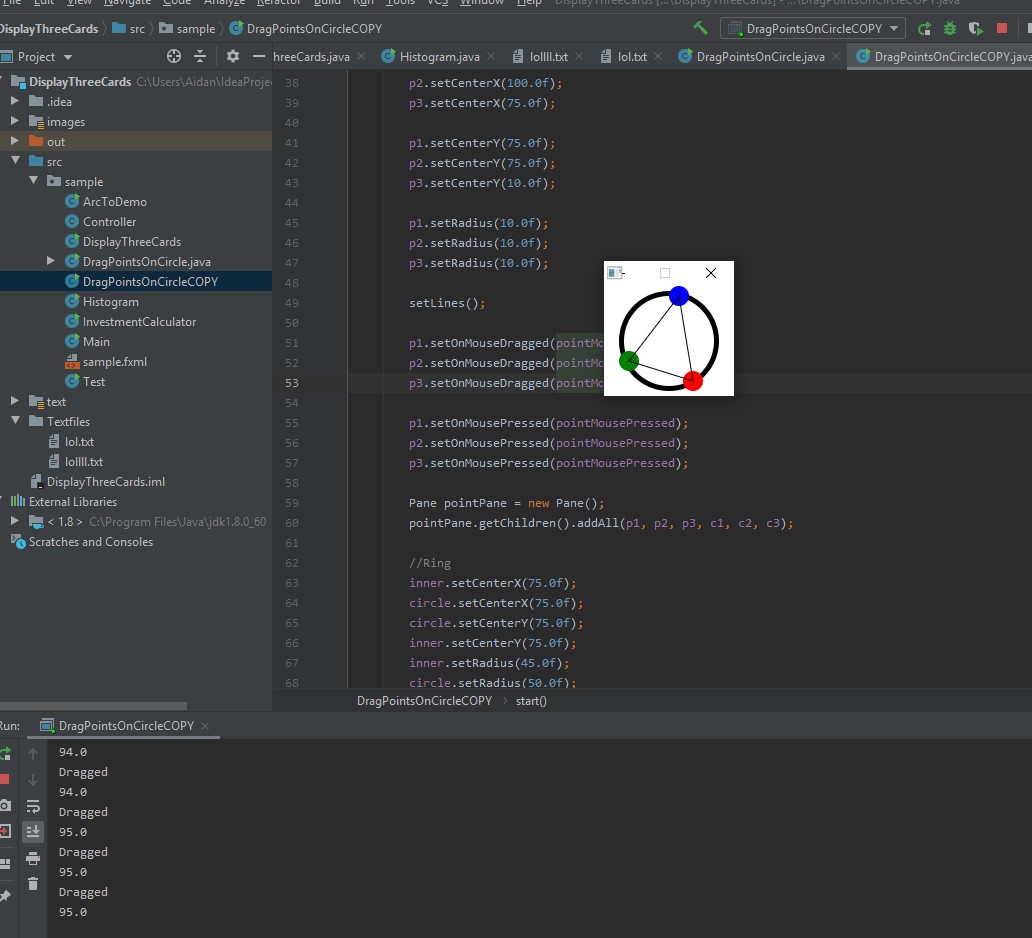 File Edit View Navigate Code Analyze Refactor Build Run Tools VCS Window Help DisplayThreeCards [...\DisplayThreeCards] - ...\DragPointsOnCircleCOPY.java
DisplayThreeCards src sample DragPointsOnCircleCOPY
DragPointsOnCircleCOPY
Project
hreeCards.java Histogram.java lollll.txt lol.txt DragPointsOnCircle.java DragPointsOnCircleCOPY.java
DisplayThreeCards C:\Users\Aidan\IdeaProje
.idea
images
out
src
sample
ArcToDemo
Controller
DisplayThreeCards
DragPointsOnCircle.java
DragPointsOnCircleCOPY
Histogram
InvestmentCalculator
Main
sample.fxml
Test
text
Textfiles
lol.txt
lollll.txt
DisplayThreeCards.iml
External Libraries
< 1.8 > C:\Program Files\Java\jdk1.8.0_60
Scratches and Consoles
38 p2.setCenterX(100.0f);
39 p3.setCenterX(75.0f);
40
41 p1.setCenterY(75.0f);
42 p2.setCenterY(75.0f);
43 p3.setCenterY(10.0f);
44
45 p1.setRadius(10.0f);
46 p2.setRadius(10.0f);
47 p3.setRadius(10.0f);
48
49 setLines();
50
51 p1.setOnMouseDragged(pointMo
52 p2.setOnMouseDragged(pointMo
53 p3.setOnMouseDragged(pointMo
54
55 p1.setOnMousePressed(pointMousePressed);
56 p2.setOnMousePressed(pointMousePressed);
57 p3.setOnMousePressed(pointMousePressed);
58
59 Pane pointPane = new Pane();
60 pointPane.getChildren().addAll(p1, p2, p3, c1, c2, c3);
61
62 //Ring
63 inner.setCenterX(75.0f);
64 circle.setCenterX(75.0f);
65 circle.setCenterY(75.0f);
66 inner.setCenterY(75.0f);
67 inner.setRadius(45.0f);
68 circle.setRadius(50.0f);
DragPointsOnCircleCOPY start()
Run: DragPointsOnCircleCOPY
94.0
Dragged
94.0
Dragged
95.0
Dragged
95.0
Dragged
95.0